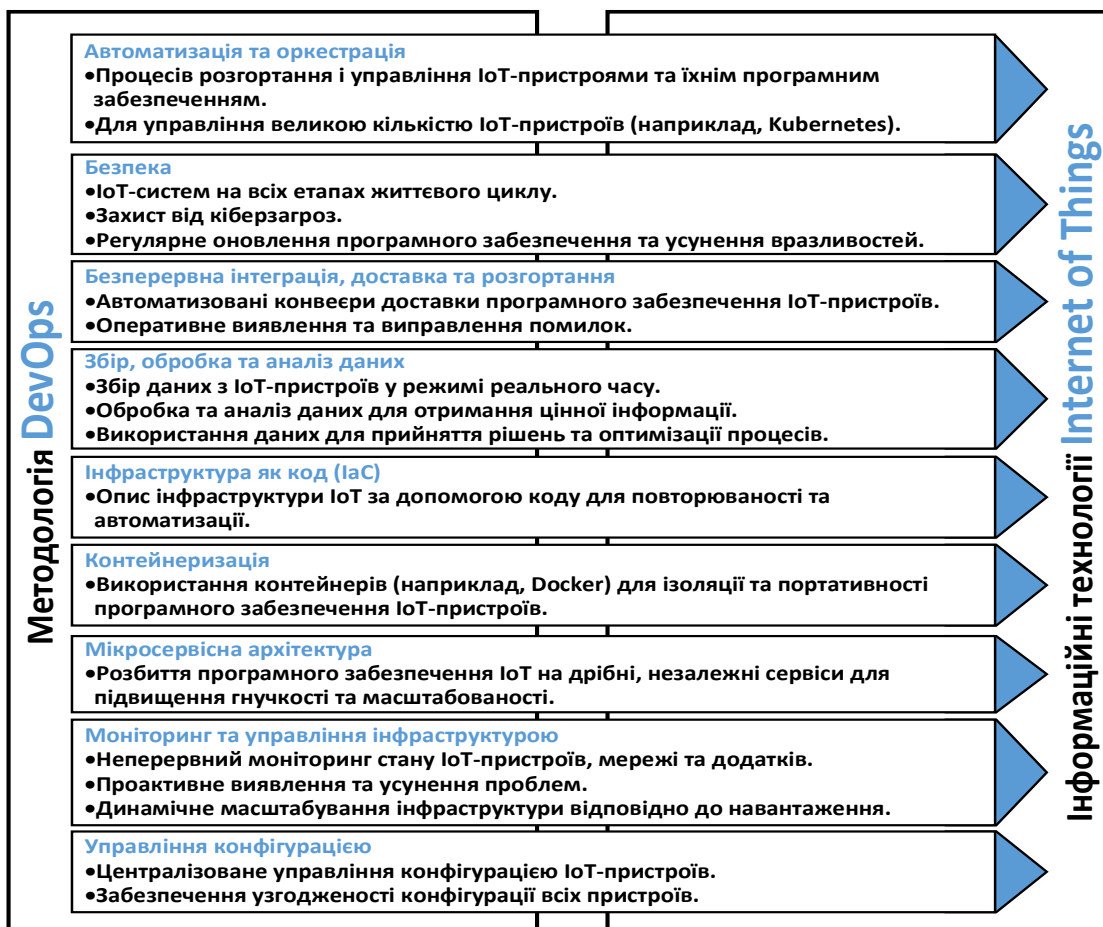 Методологія DevOps
Автоматизація та оркестрація
•Процесів розгортання і управління IoT-пристроями та їхнім програмним
забезпеченням.
•Для управління великою кількістю IoT-пристроїв (наприклад, Kubernetes).
Безпека
•IoT-систем на всіх етапах життєвого циклу.
•Захист від кіберзагроз.
•Регулярне оновлення програмного забезпечення та усунення вразливостей.
Безперервна інтеграція, доставка та розгортання
•Автоматизовані конвеєри доставки програмного забезпечення IoT-пристроїв.
•Оперативне виявлення та виправлення помилок.
Збір, обробка та аналіз даних
•Збір даних з IoT-пристроїв у режимі реального часу.
•Обробка та аналіз даних для отримання цінної інформації.
•Використання даних для прийняття рішень та оптимізації процесів.
Інфраструктура як код (IaC)
•Опис інфраструктури IoT за допомогою коду для повторюваності та
автоматизації.
Контейнеризація
•Використання контейнерів (наприклад, Docker) для ізоляції та портативності
програмного забезпечення IoT-пристроїв.
Мікросервісна архітектура
•Розбиття програмного забезпечення IoT на дрібні, незалежні сервіси для
підвищення гнучкості та масштабованості.
Моніторинг та управління інфраструктурою
•Неперервний моніторинг стану IoT-пристроїв, мережі та додатків.
•Проактивне виявлення та усунення проблем.
•Динамічне масштабування інфраструктури відповідно до навантаження.
Управління конфігурацією
•Централізоване управління конфігурацією IoT-пристроїв.
•Забезпечення узгодженості конфігурації всіх пристроїв.
Інформаційні технології Internet of Things